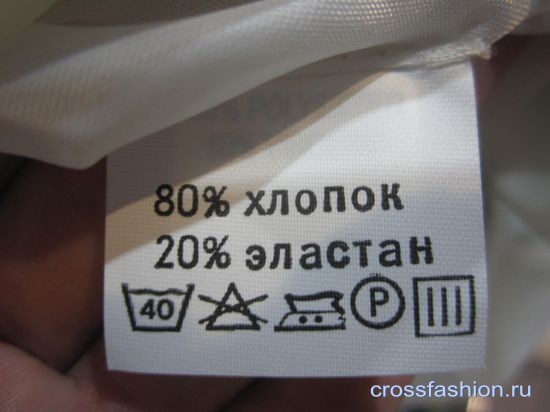 80% хлопок
20% эластан
40 P
crossfashion.ru